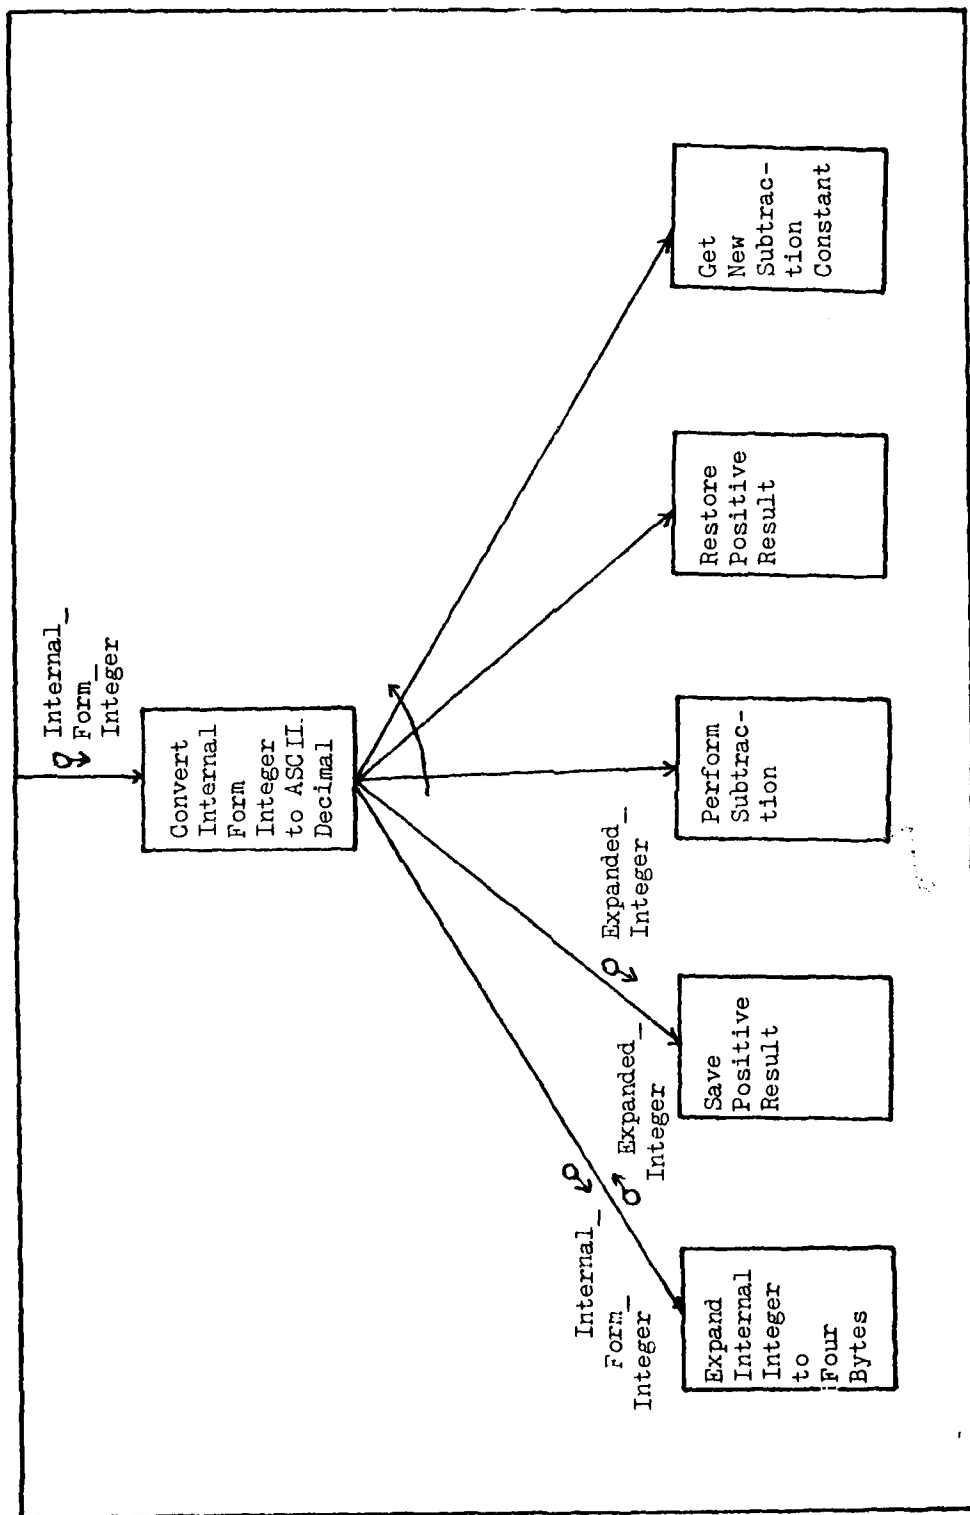 Internal_
Form_
Integer
Convert
Internal
Form
Integer
to ASCII
Decimal
Internal_
Form_
Integer
Expanded_
Integer
Expanded_
Integer
Expand
Internal
Integer
to
Four
Bytes
Save
Positive
Result
Perform
Subtrac-
tion
Restore
Positive
Result
Get
New
Subtrac-
tion
Constant